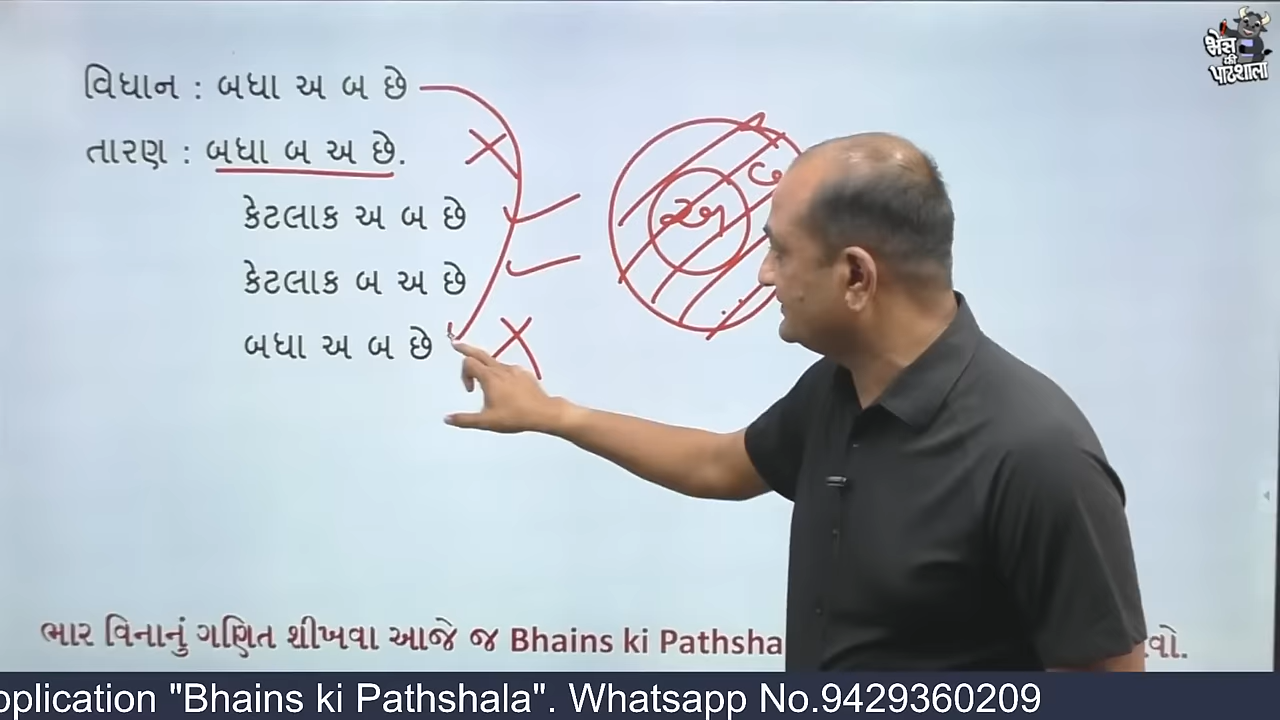 भैंस
की
पाठशाला
વિધાન : બધા અ બ છે
તારણ : બધા બ અ છે.
કેટલાક અ બ છે
કેટલાક બ અ છે
બધા અ બ છે
અ
બ
ભાર વિનાનું ગણિત શીખવા આજે જ Bhains ki Pathsha
વો.
pplication "Bhains ki Pathshala". Whatsapp No.9429360209